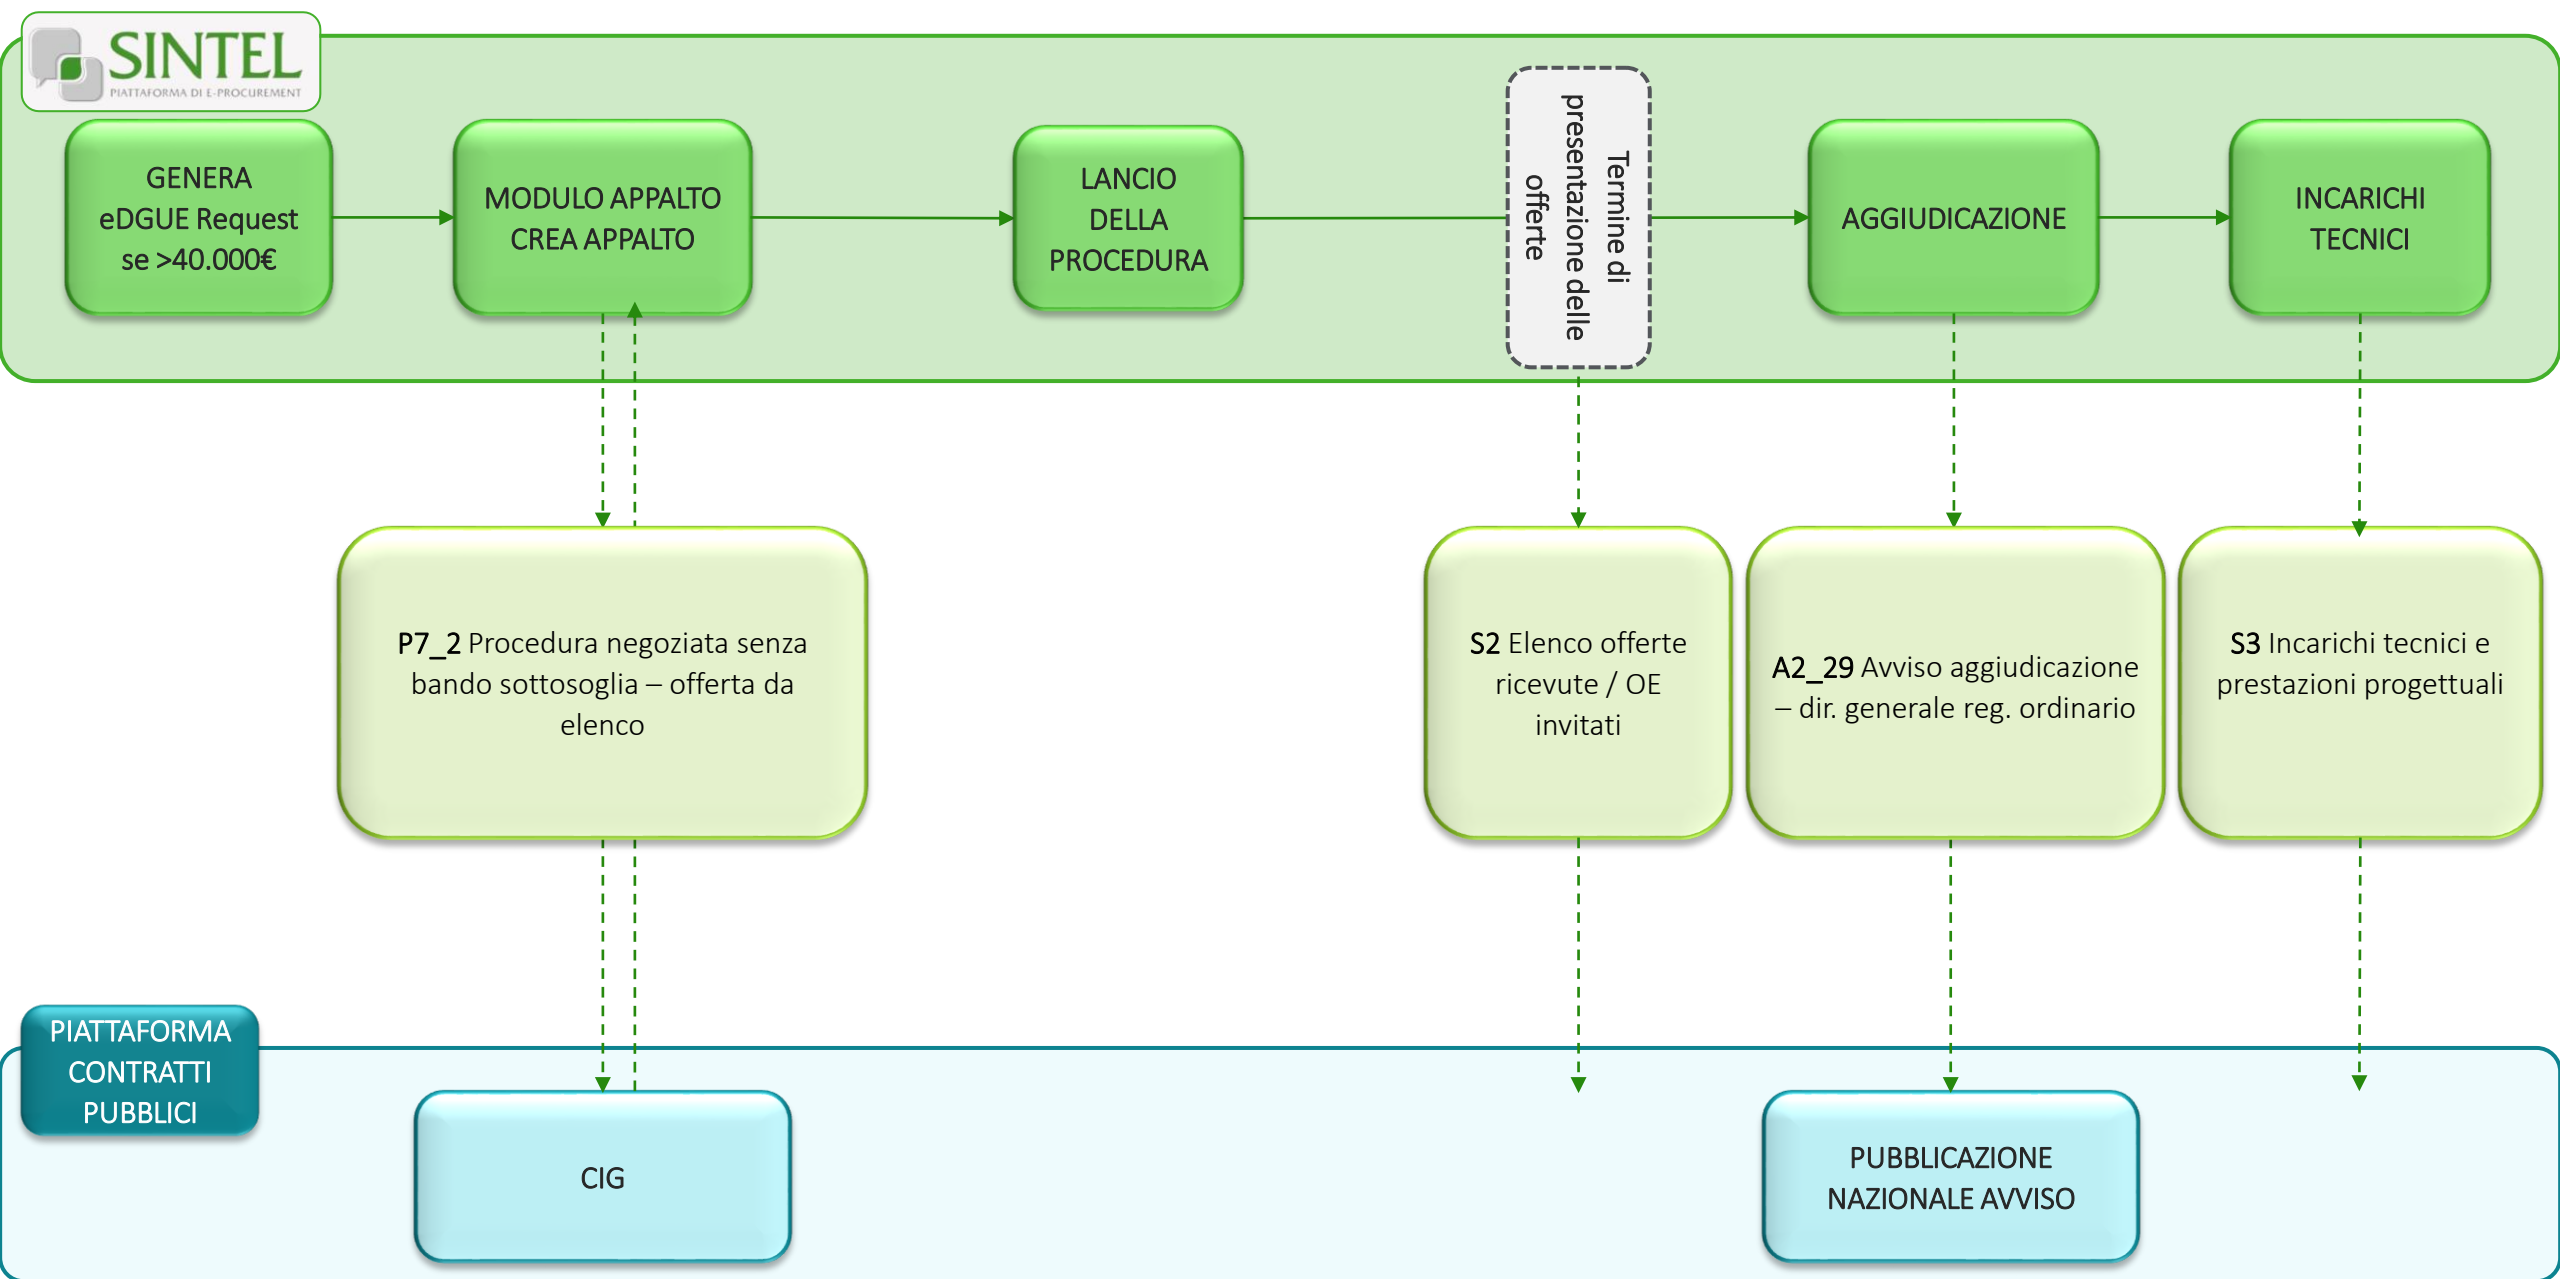 SINTEL
PIATTAFORMA DI E-PROCUREMENT
GENERA
eDGUE Request
se >40.000€
MODULO APPALTO
CREA APPALTO
LANCIO
DELLA
PROCEDURA
Termine di
presentazione delle
offerte
AGGIUDICAZIONE
INCARICHI
TECNICI
P7_2 Procedura negoziata senza
bando sottosoglia – offerta da
elenco
S2 Elenco offerte
ricevute / OE
invitati
A2_29 Avviso aggiudicazione
– dir. generale reg. ordinario
S3 Incarichi tecnici e
prestazioni progettuali
PIATTAFORMA
CONTRATTI
PUBBLICI
CIG
PUBBLICAZIONE
NAZIONALE AVVISO